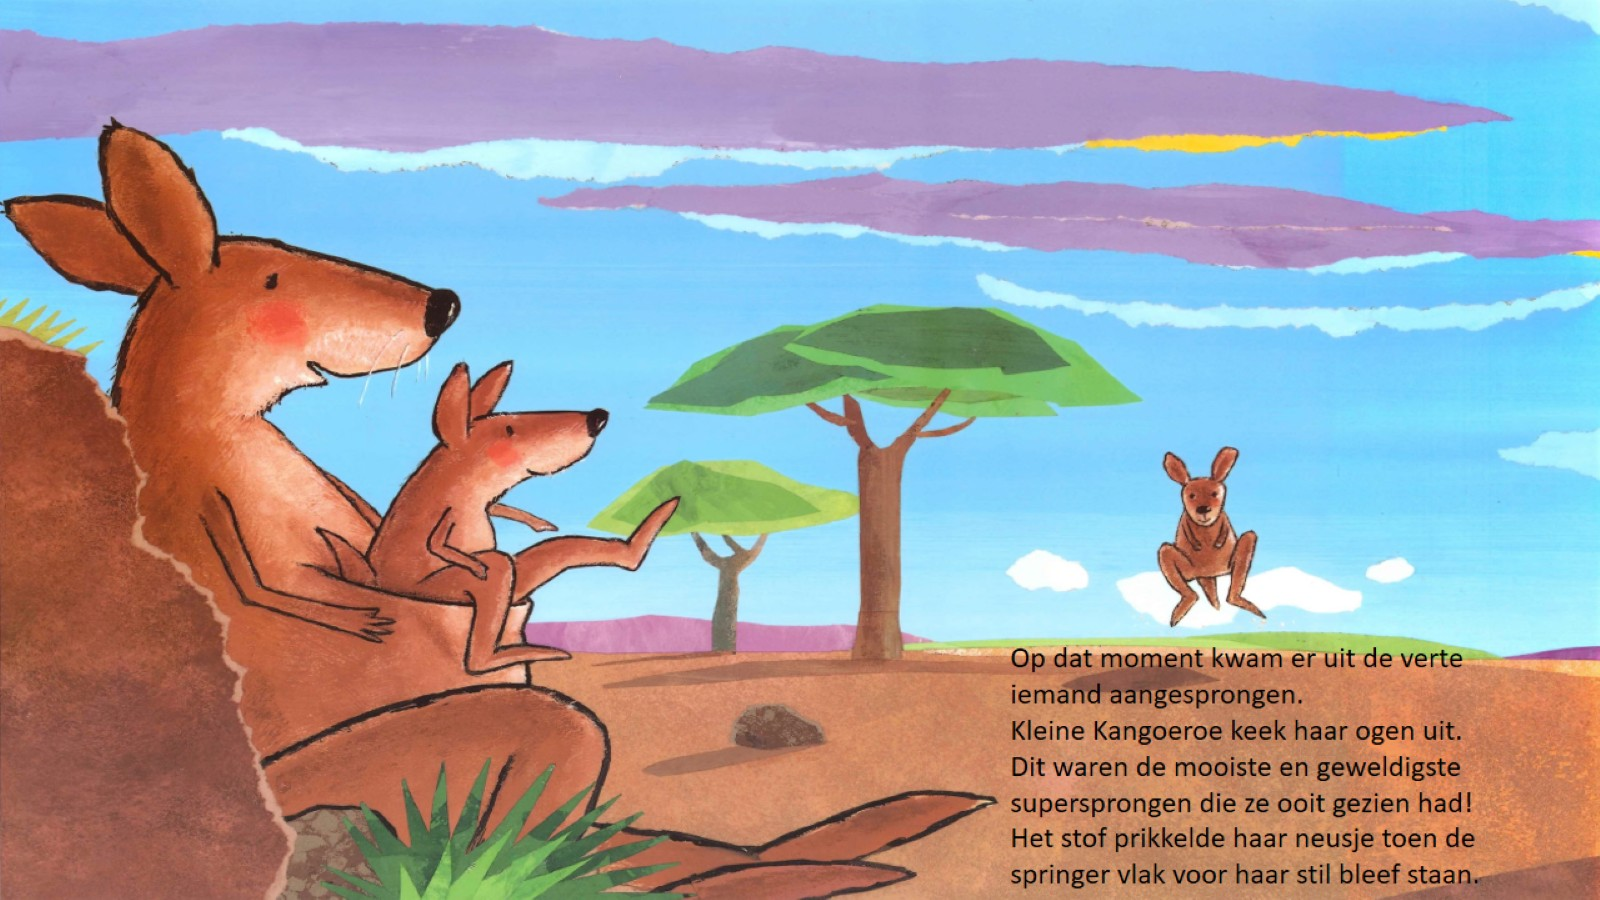 Op dat moment kwam er uit de verte
iemand aangesprongen.
Kleine Kangoeroe keek haar ogen uit.
Dit waren de mooiste en geweldigste
supersprongen die ze ooit gezien had!
Het stof prikkelde haar neusje toen de
springer vlak voor haar stil bleef staan.